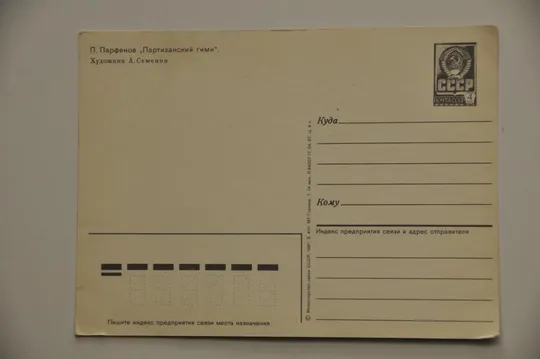 П. Парфенов „Партизанский гимн".
Художник А. Семенов
СССР
4
Куда
Кому
Индекс предприятия связи и адрес отправителя
Пишите индекс предприятия связи места назначения